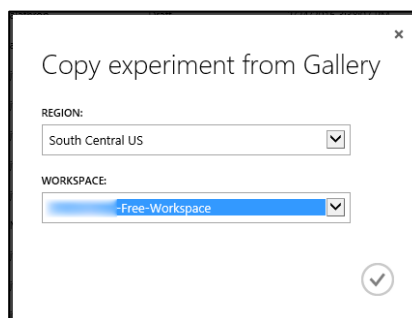 Copy experiment from Gallery
REGION:
South Central US
WORKSPACE:
-Free-Workspace